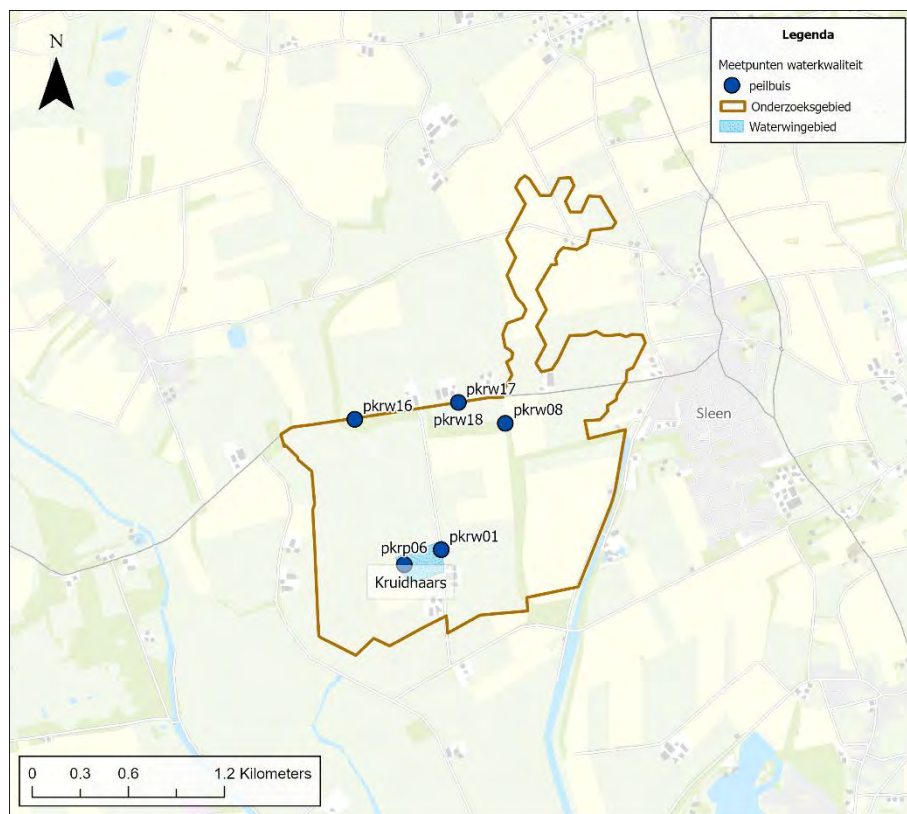 N
Legenda
Meetpunten waterkwaliteit
peilbuis
Onderzoeksgebied
Waterwingebied
pkrw17
pkrw16
pkrw18
pkrw08
Sleen
pkrw01
pkrp06
Kruidhaars
0 0.3 0.6 1.2 Kilometers